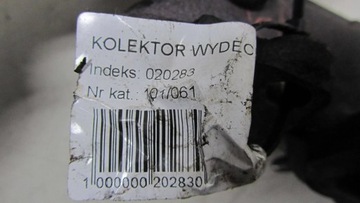 KOLEKTOR WYDEC
Indeks: 020283
Nr kat.: 101/061
1 000000 202830